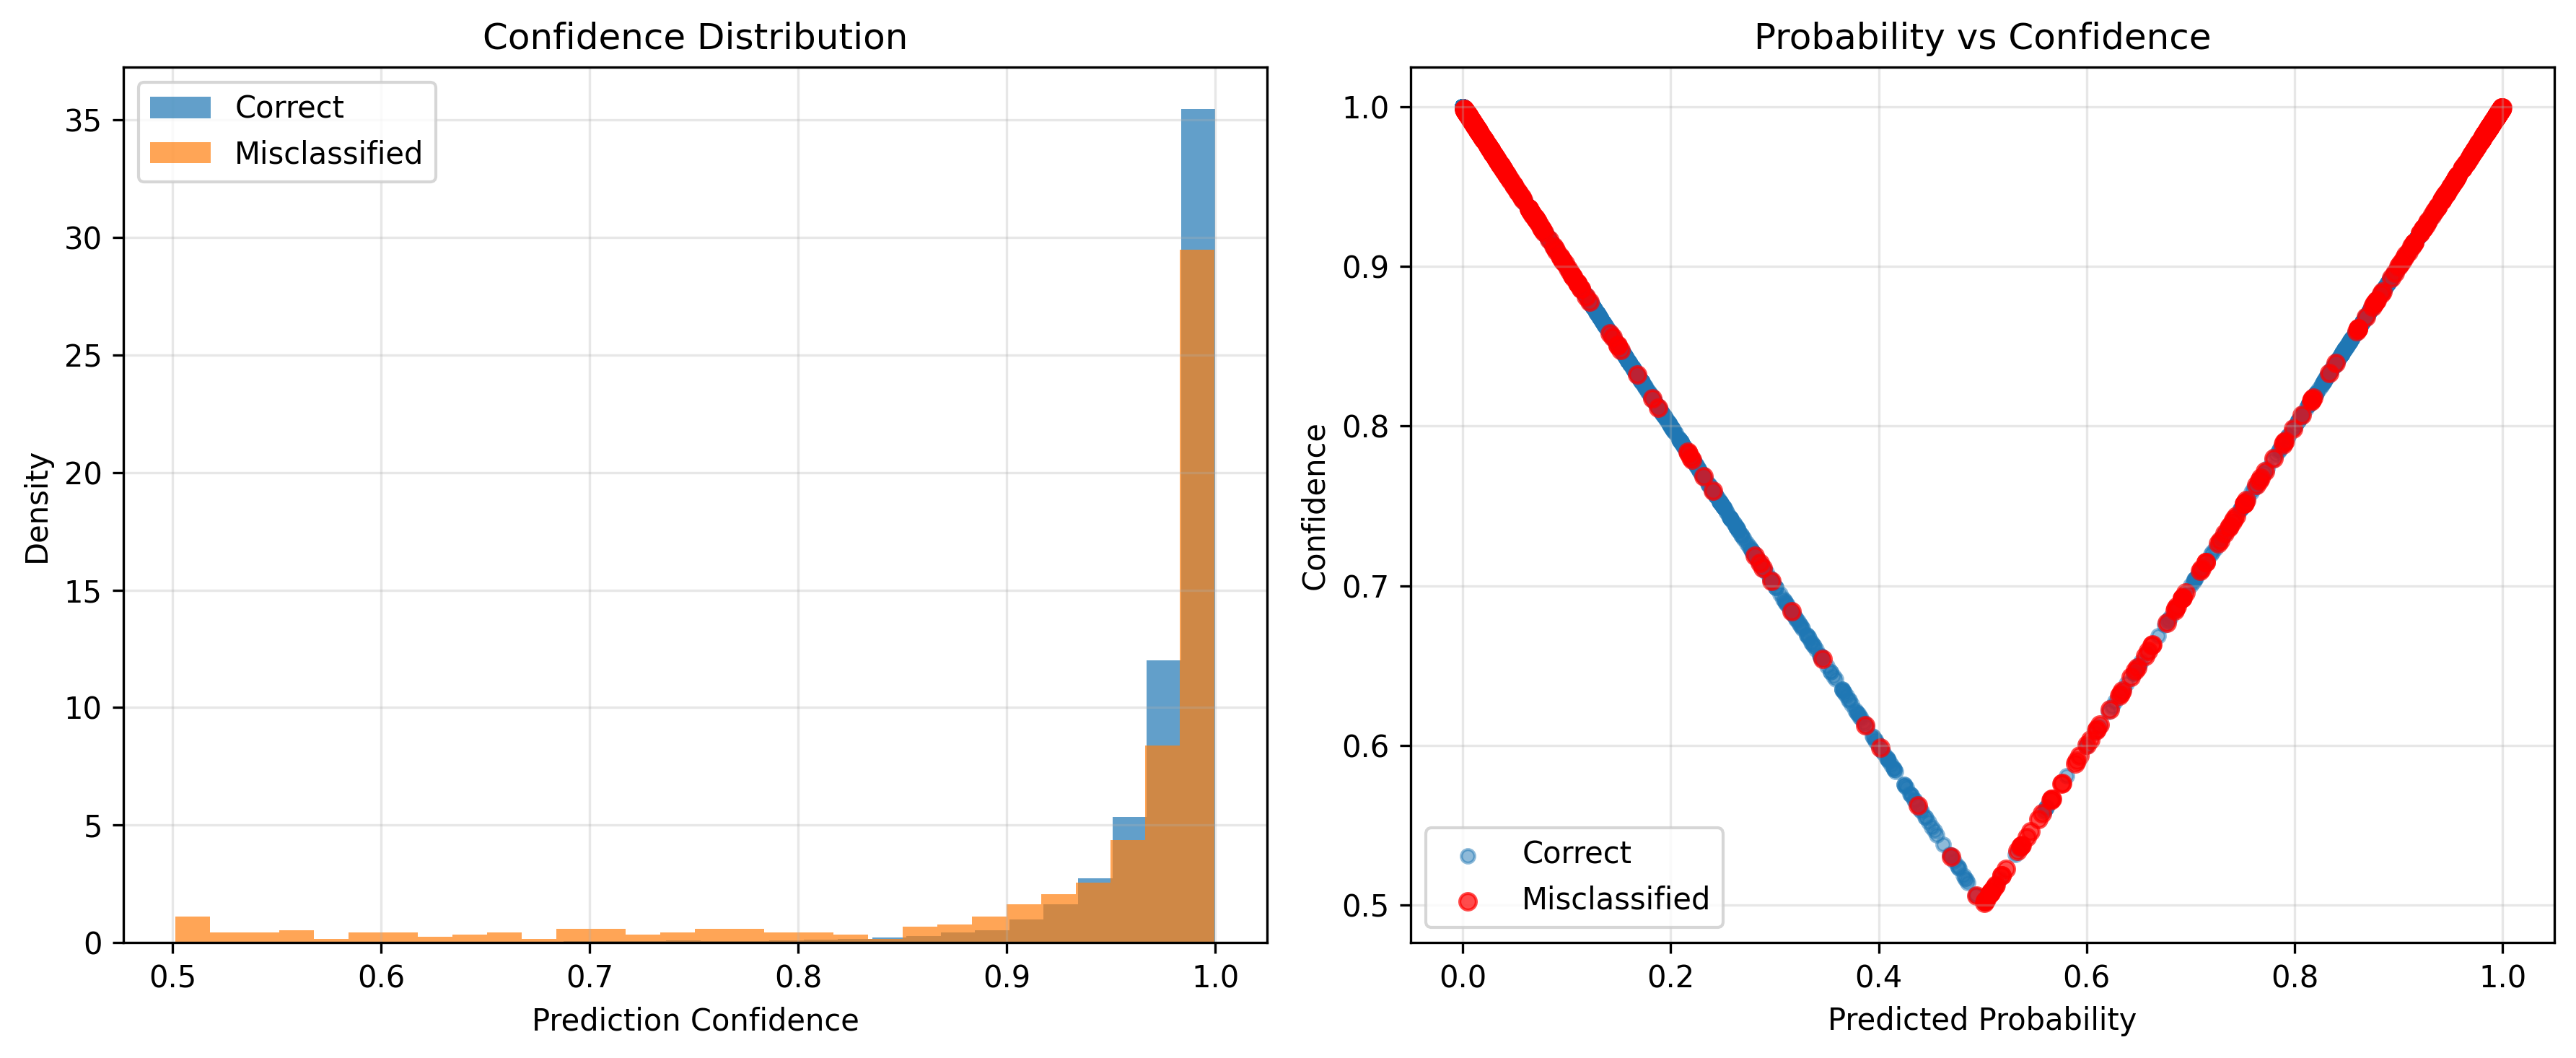 Confidence Distribution
Correct
Misclassified
35
30
25
20
15
10
5
0
Density
0.5 0.6 0.7 0.8 0.9 1.0
Prediction Confidence
Probability vs Confidence
1.0
0.9
0.8
0.7
0.6
0.5
Confidence
Correct
Misclassified
0.0 0.2 0.4 0.6 0.8 1.0
Predicted Probability